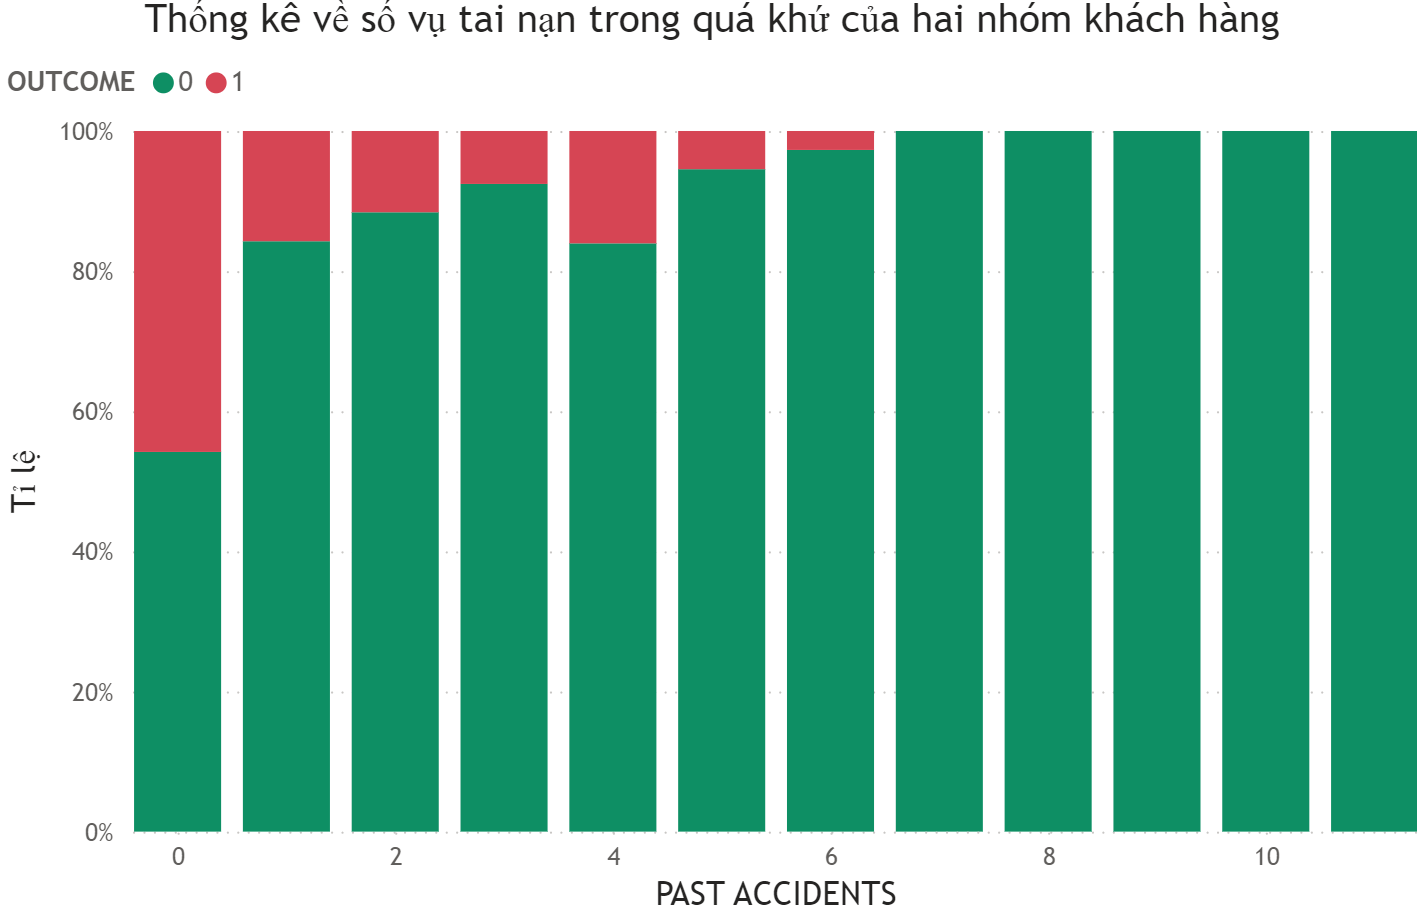 Thống kê về số vụ tai nạn trong quá khứ của hai nhóm khách hàng
OUTCOME 0 1
100%
80%
60%
40%
20%
0%
Tỉ lệ
0 2 4 6 8 10
PAST ACCIDENTS